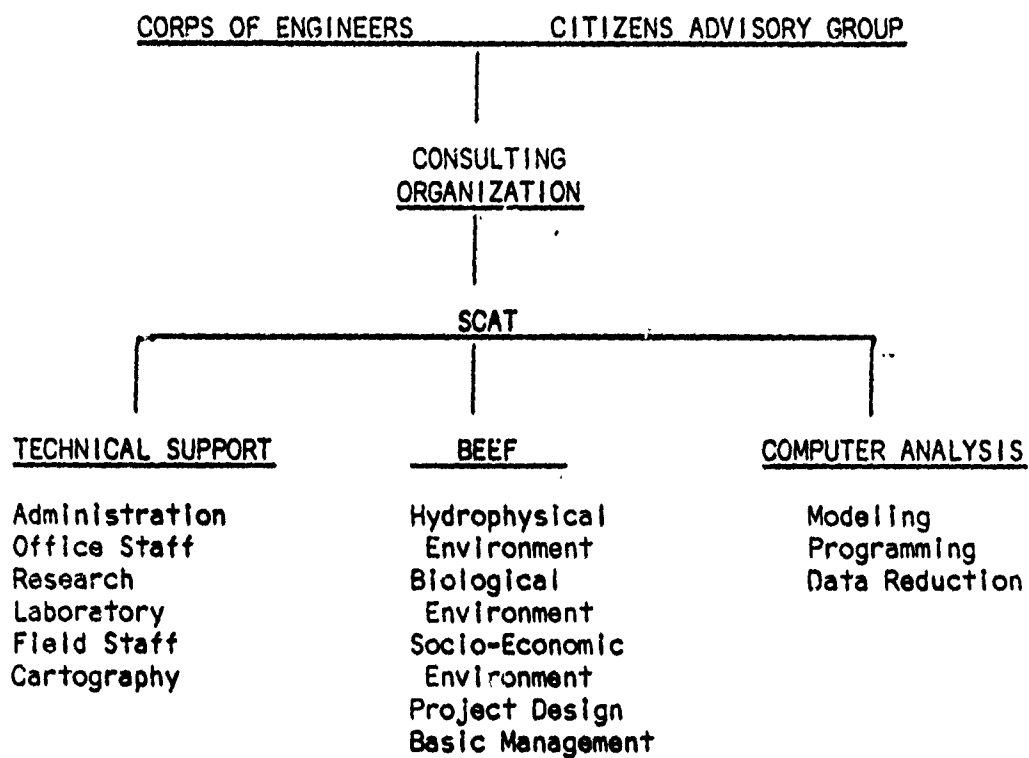 CORPS OF ENGINEERS CITIZENS ADVISORY GROUP
CONSULTING
ORGANIZATION
SCAT
TECHNICAL SUPPORT BEEF COMPUTER ANALYSIS
Administration
Office Staff
Research
Laboratory
Field Staff
Cartography
Hydrophysical
Environment
Biological
Environment
Socio-Economic
Environment
Project Design
Basic Management
Modeling
Programming
Data Reduction